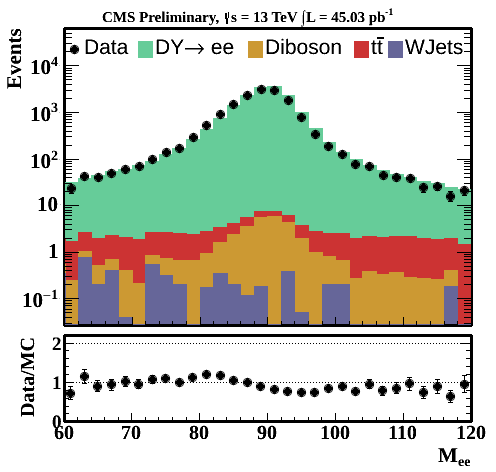 CMS Preliminary, √s = 13 TeV ∫L = 45.03 pb⁻¹
Events
Data DY→ ee Diboson tt̄ WJets
10⁴
10³
10²
10
1
10⁻¹
Data/MC
2
1
0
60 70 80 90 100 110 120
Mₑₑ